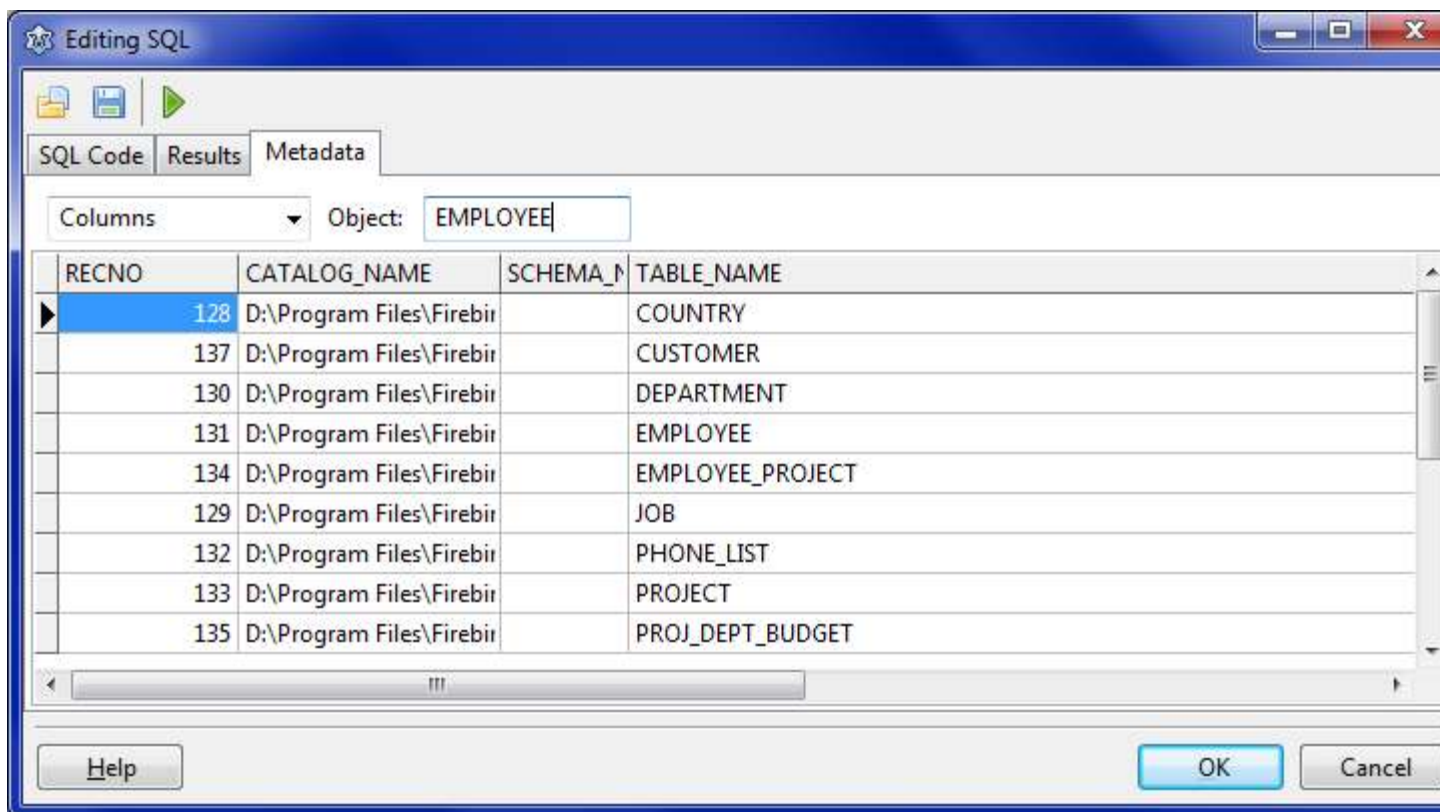 Editing SQL
SQL Code Results Metadata
Columns Object: EMPLOYEE
RECNO CATALOG_NAME SCHEMA_N TABLE_NAME
128 D:\Program Files\Firebir COUNTRY
137 D:\Program Files\Firebir CUSTOMER
130 D:\Program Files\Firebir DEPARTMENT
131 D:\Program Files\Firebir EMPLOYEE
134 D:\Program Files\Firebir EMPLOYEE_PROJECT
129 D:\Program Files\Firebir JOB
132 D:\Program Files\Firebir PHONE_LIST
133 D:\Program Files\Firebir PROJECT
135 D:\Program Files\Firebir PROJ_DEPT_BUDGET
Help OK Cancel